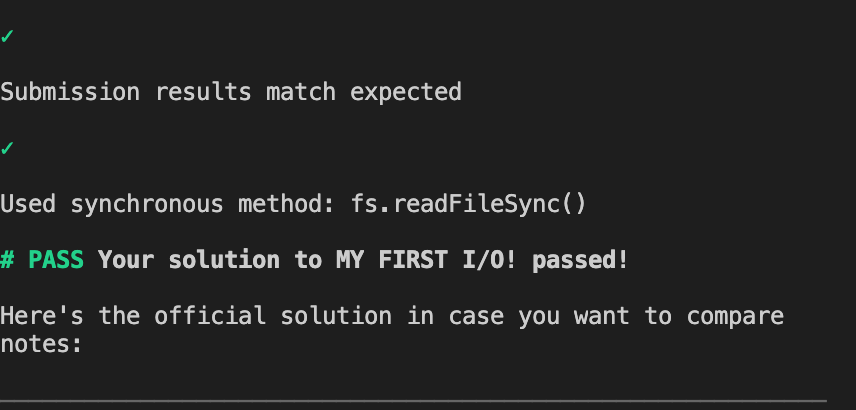 ✓
Submission results match expected
✓
Used synchronous method: fs.readFileSync()
# PASS Your solution to MY FIRST I/O! passed!
Here's the official solution in case you want to compare
notes: